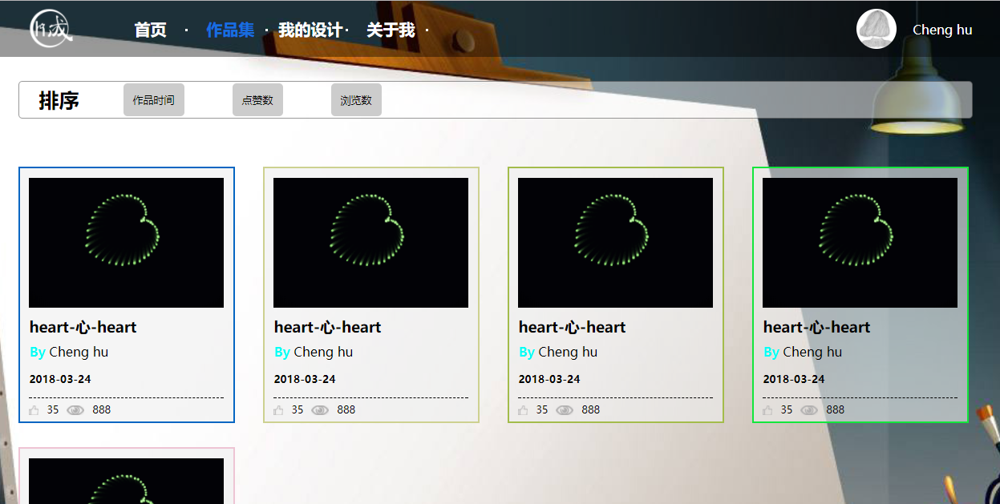 成
首页 · 作品集 · 我的设计 · 关于我 ·
Cheng hu
排序 作品时间 点赞数 浏览数
heart-心-heart heart-心-heart heart-心-heart heart-心-heart
By Cheng hu By Cheng hu By Cheng hu By Cheng hu
2018-03-24 2018-03-24 2018-03-24 2018-03-24
35 888 35 888 35 888 35 888